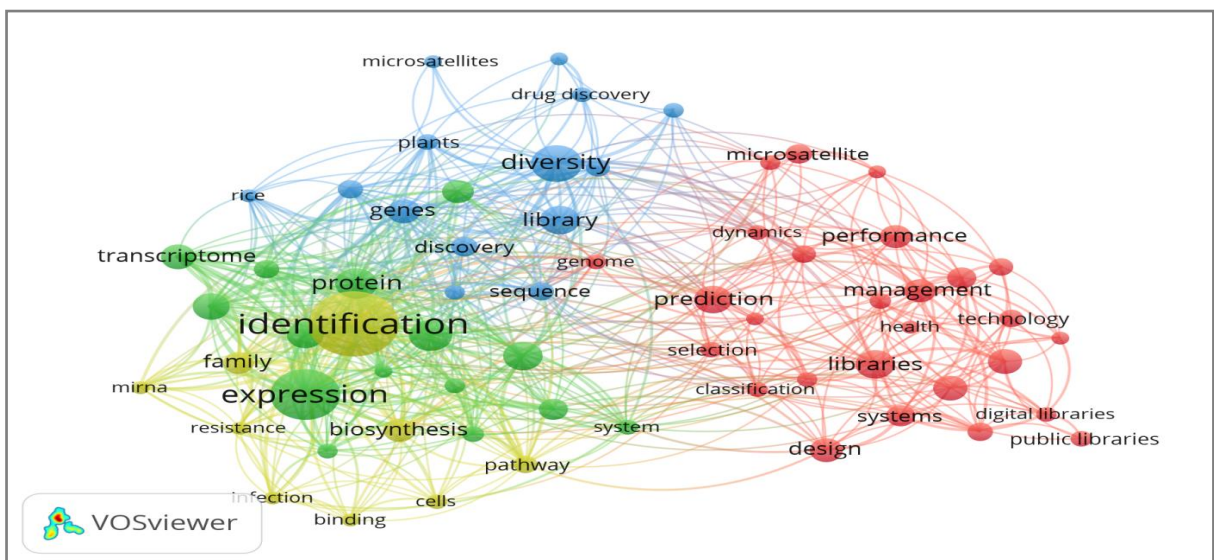 microsatellites
drug discovery
plants
diversity
microsatellite
rice
genes
library
dynamics
performance
transcriptome
discovery
genome
protein
sequence
prediction
management
identification
health
technology
family
selection
libraries
mirna
expression
classification
resistance
biosynthesis
system
systems
digital libraries
public libraries
pathway
design
infection
cells
binding
VOSviewer